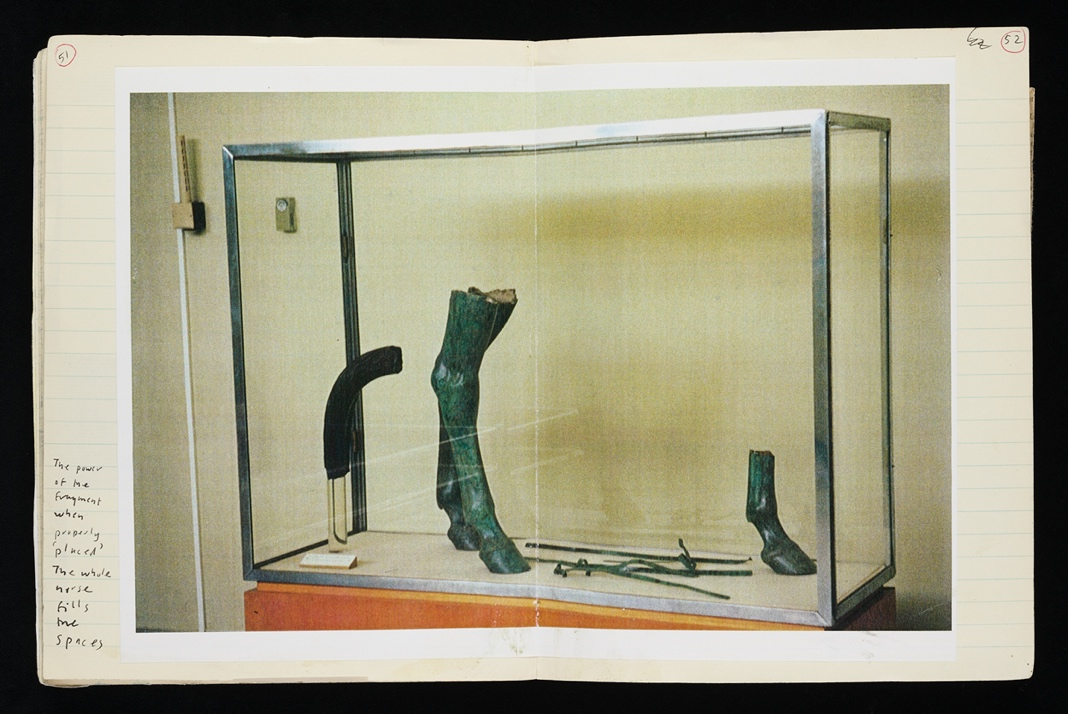 51
52
The power
of the
fragment
when
properly
'placed'
The whole
horse
fills
the
spaces